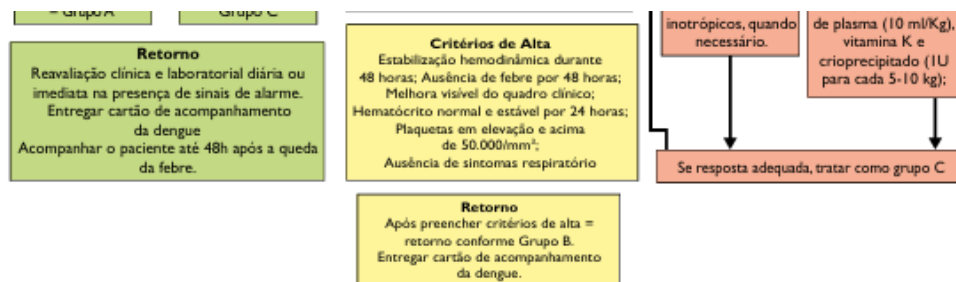 = Grupo A
Grupo C
Retorno
Reavaliação clínica e laboratorial diária ou
imediata na presença de sinais de alarme.
Entregar cartão de acompanhamento
da dengue
Acompanhar o paciente até 48h após a queda
da febre.
Critérios de Alta
Estabilização hemodinâmica durante
48 horas; Ausência de febre por 48 horas;
Melhora visível do quadro clínico;
Hematócrito normal e estável por 24 horas;
Plaquetas em elevação e acima
de 50.000/mm³;
Ausência de sintomas respiratório
Retorno
Após preencher critérios de alta =
retorno conforme Grupo B.
Entregar cartão de acompanhamento
da dengue.
inotrópicos, quando
necessário.
de plasma (10 ml/Kg),
vitamina K e
crioprecipitado (1U
para cada 5-10 kg);
Se resposta adequada, tratar como grupo C